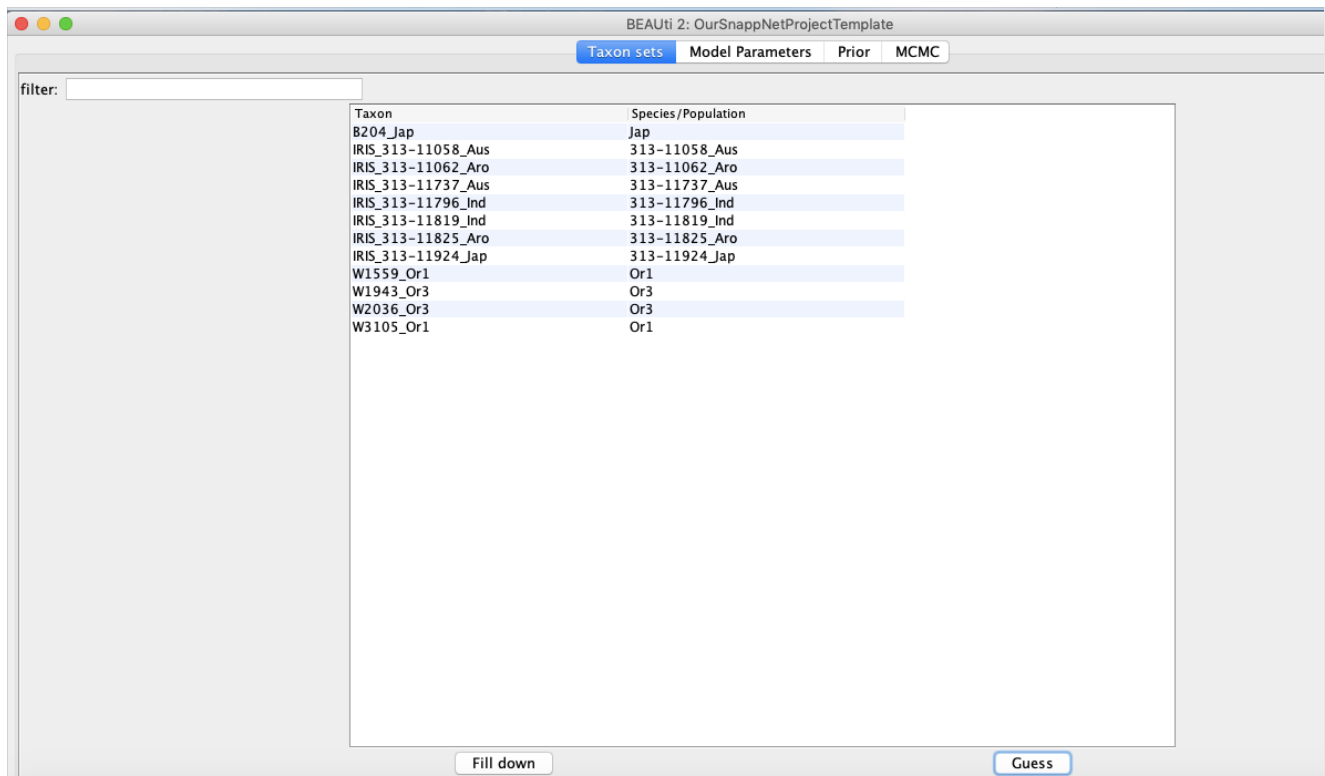 BEAUti 2: OurSnappNetProjectTemplate
Taxon sets Model Parameters Prior MCMC
filter:
Taxon Species/Population
B204_Jap Jap
IRIS_313-11058_Aus 313-11058_Aus
IRIS_313-11062_Aro 313-11062_Aro
IRIS_313-11737_Aus 313-11737_Aus
IRIS_313-11796_Ind 313-11796_Ind
IRIS_313-11819_Ind 313-11819_Ind
IRIS_313-11825_Aro 313-11825_Aro
IRIS_313-11924_Jap 313-11924_Jap
W1559_Or1 Or1
W1943_Or3 Or3
W2036_Or3 Or3
W3105_Or1 Or1
Fill down Guess